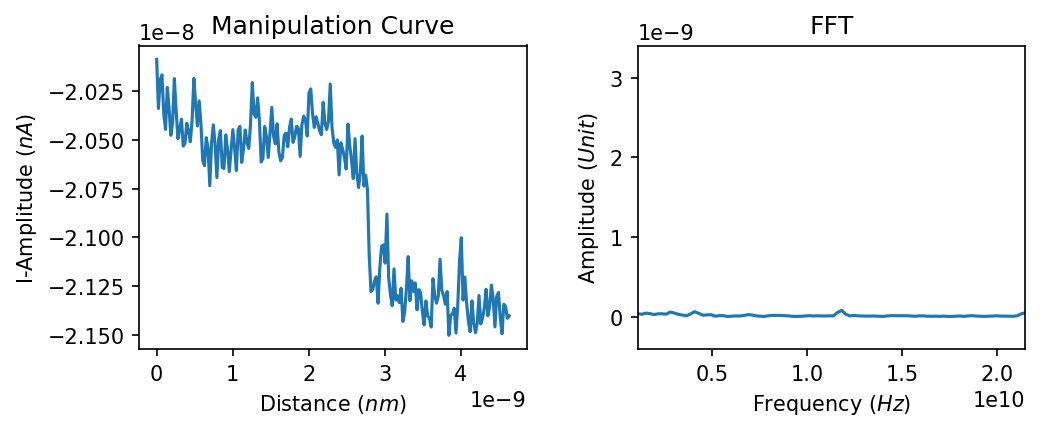 Manipulation Curve
1e−8
−2.025
−2.050
−2.075
−2.100
−2.125
−2.150
I-Amplitude (nA)
0 1 2 3 4
Distance (nm)
1e−9
FFT
1e−9
3
2
1
0
Amplitude (Unit)
0.5 1.0 1.5 2.0
Frequency (Hz)
1e10